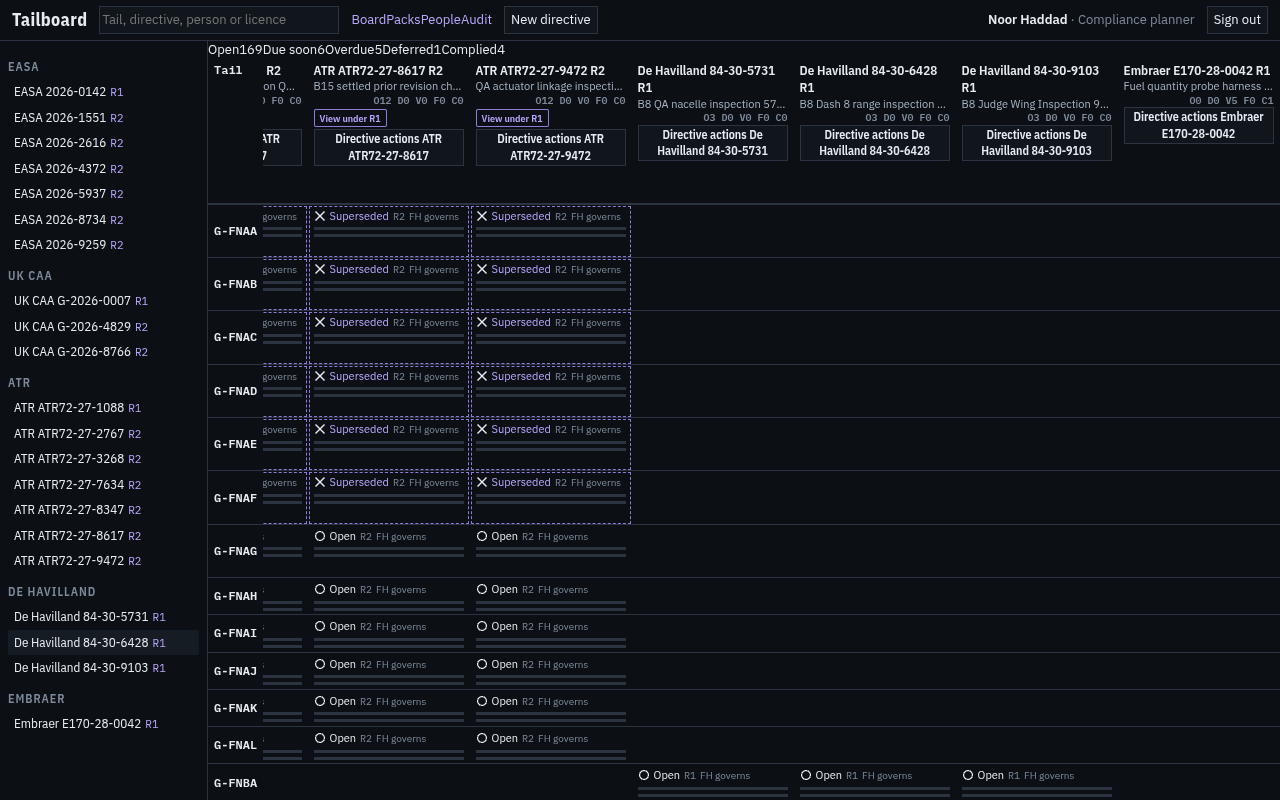 Tailboard
Tail, directive, person or licence
Board Packs People Audit
New directive
Noor Haddad · Compliance planner
Sign out
EASA
EASA 2026-0142 R1
EASA 2026-1551 R2
EASA 2026-2616 R2
EASA 2026-4372 R2
EASA 2026-5937 R2
EASA 2026-8734 R2
EASA 2026-9259 R2
UK CAA
UK CAA G-2026-0007 R1
UK CAA G-2026-4829 R2
UK CAA G-2026-8766 R2
ATR
ATR ATR72-27-1088 R1
ATR ATR72-27-2767 R2
ATR ATR72-27-3268 R2
ATR ATR72-27-7634 R2
ATR ATR72-27-8347 R2
ATR ATR72-27-8617 R2
ATR ATR72-27-9472 R2
DE HAVILLAND
De Havilland 84-30-5731 R1
De Havilland 84-30-6428 R1
De Havilland 84-30-9103 R1
EMBRAER
Embraer E170-28-0042 R1
Open169Due soon6Overdue5Deferred1Complied4
Tail
R2
on Q...
F0 C0
ATR
7
ATR ATR72-27-8617 R2
B15 settled prior revision ch...
O12 D0 V0 F0 C0
View under R1
Directive actions ATR
ATR72-27-8617
ATR ATR72-27-9472 R2
QA actuator linkage inspecti...
O12 D0 V0 F0 C0
View under R1
Directive actions ATR
ATR72-27-9472
De Havilland 84-30-5731
R1
B8 QA nacelle inspection 57...
O3 D0 V0 F0 C0
Directive actions De
Havilland 84-30-5731
De Havilland 84-30-6428
R1
B8 Dash 8 range inspection ...
O3 D0 V0 F0 C0
Directive actions De
Havilland 84-30-6428
De Havilland 84-30-9103
R1
B8 Judge Wing Inspection 9...
O3 D0 V0 F0 C0
Directive actions De
Havilland 84-30-9103
Embraer E170-28-0042 R1
Fuel quantity probe harness ...
O0 D0 V5 F0 C1
Directive actions Embraer
E170-28-0042
G-FNAA governs Superseded R2 FH governs Superseded R2 FH governs
G-FNAB governs Superseded R2 FH governs Superseded R2 FH governs
G-FNAC governs Superseded R2 FH governs Superseded R2 FH governs
G-FNAD governs Superseded R2 FH governs Superseded R2 FH governs
G-FNAE governs Superseded R2 FH governs Superseded R2 FH governs
G-FNAF governs Superseded R2 FH governs Superseded R2 FH governs
G-FNAG Open R2 FH governs Open R2 FH governs
G-FNAH Open R2 FH governs Open R2 FH governs
G-FNAI Open R2 FH governs Open R2 FH governs
G-FNAJ Open R2 FH governs Open R2 FH governs
G-FNAK Open R2 FH governs Open R2 FH governs
G-FNAL Open R2 FH governs Open R2 FH governs
G-FNBA Open R1 FH governs Open R1 FH governs Open R1 FH governs